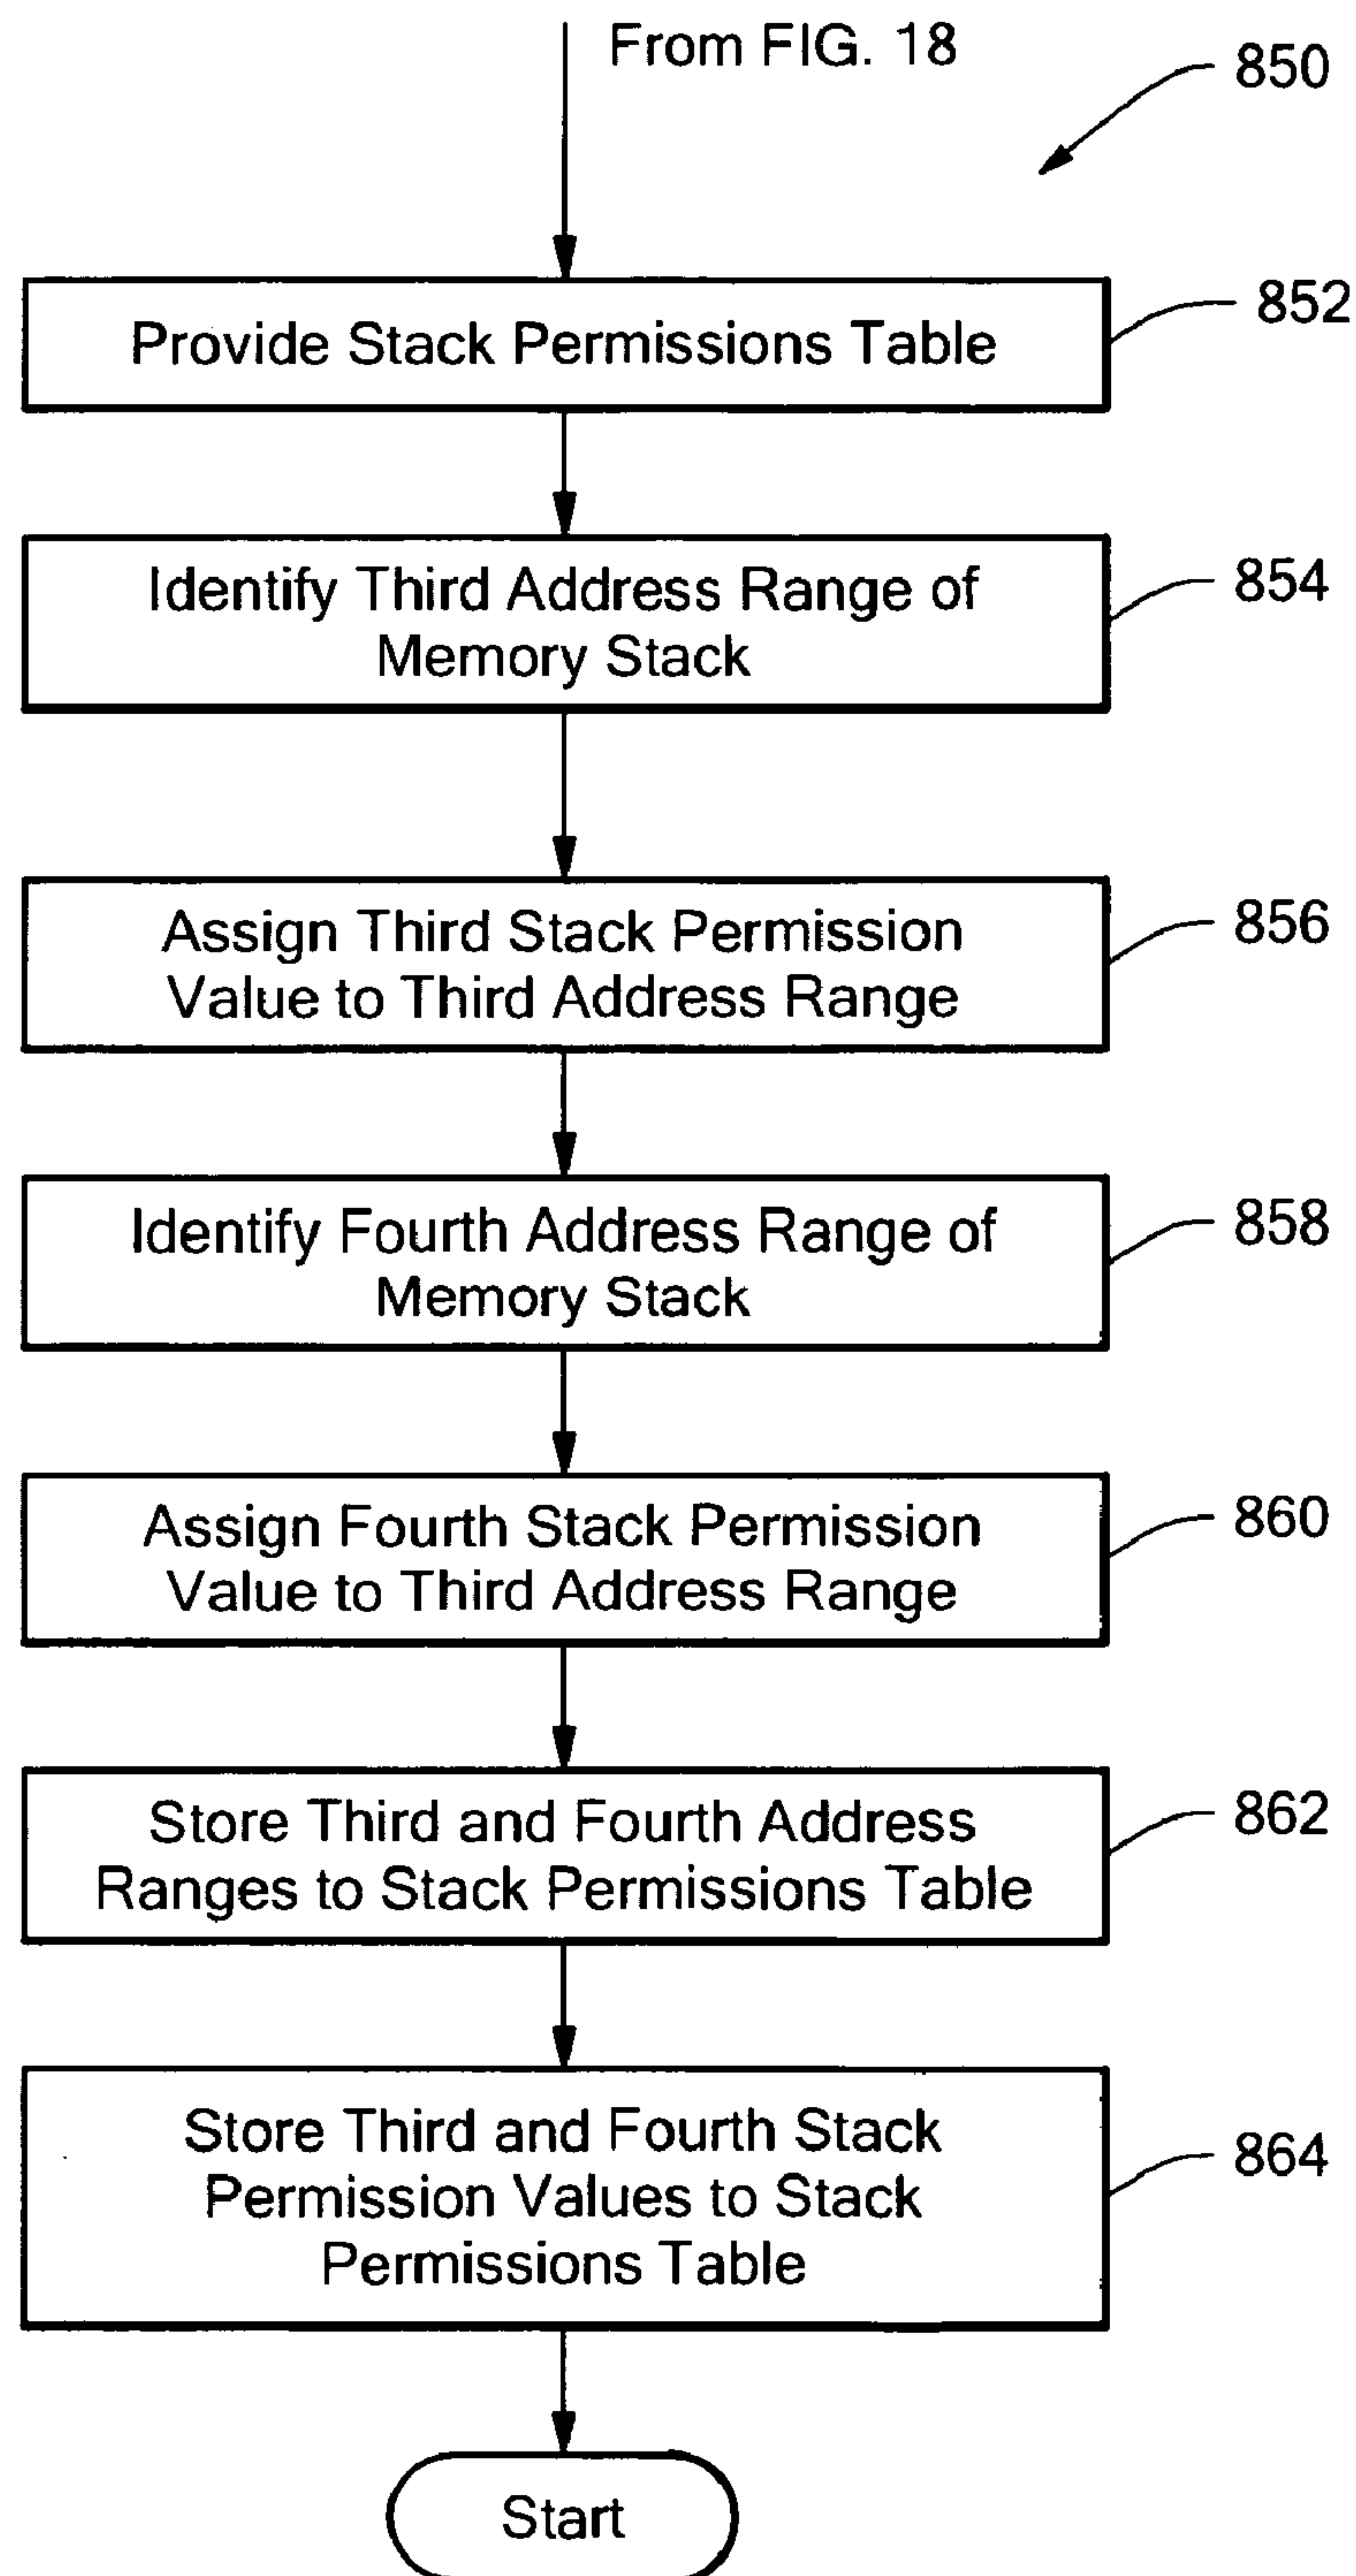 From FIG. 18
850
Provide Stack Permissions Table
852
Identify Third Address Range of
Memory Stack
854
Assign Third Stack Permission
Value to Third Address Range
856
Identify Fourth Address Range of
Memory Stack
858
Assign Fourth Stack Permission
Value to Third Address Range
860
Store Third and Fourth Address
Ranges to Stack Permissions Table
862
Store Third and Fourth Stack
Permission Values to Stack
Permissions Table
864
Start